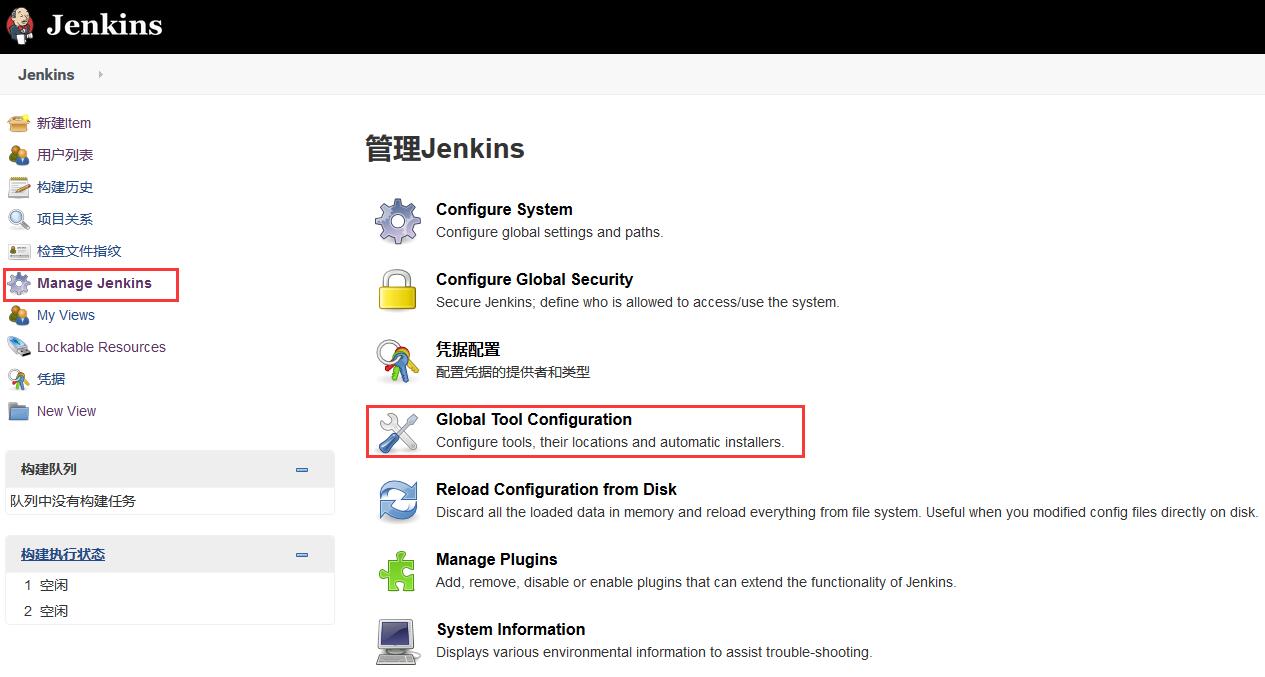 Jenkins
Jenkins
新建Item
用户列表
构建历史
项目关系
检查文件指纹
Manage Jenkins
My Views
Lockable Resources
凭据
New View
构建队列
队列中没有构建任务
构建执行状态
1 空闲
2 空闲
管理Jenkins
Configure System
Configure global settings and paths.
Configure Global Security
Secure Jenkins; define who is allowed to access/use the system.
凭据配置
配置凭据的提供者和类型
Global Tool Configuration
Configure tools, their locations and automatic installers.
Reload Configuration from Disk
Discard all the loaded data in memory and reload everything from file system. Useful when you modified config files directly on disk.
Manage Plugins
Add, remove, disable or enable plugins that can extend the functionality of Jenkins.
System Information
Displays various environmental information to assist trouble-shooting.